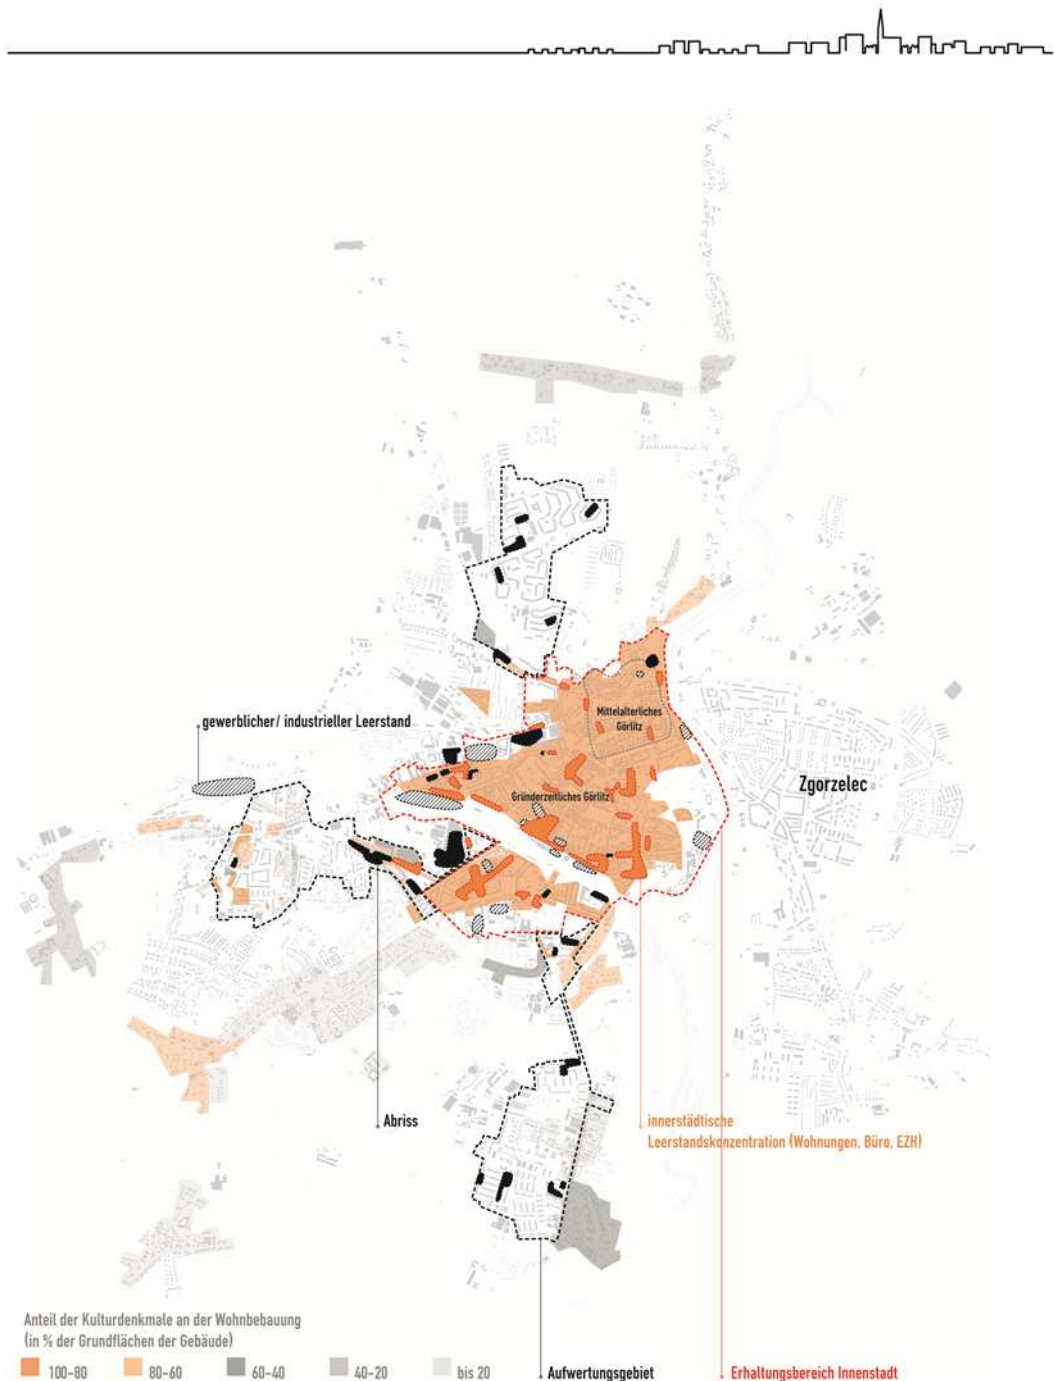 gewerblicher/ industrieller Leerstand
Mittelalterliches
Görlitz
Zgorzelec
Gründerzeitliches Görlitz
Abriss
innerstädtische
Leerstandskonzentration (Wohnungen, Büro, EZH)
Anteil der Kulturdenkmale an der Wohnbebauung
(in % der Grundflächen der Gebäude)
100-80 80-60 60-40 40-20 bis 20 Aufwertungsgebiet Erhaltungsbereich Innenstadt